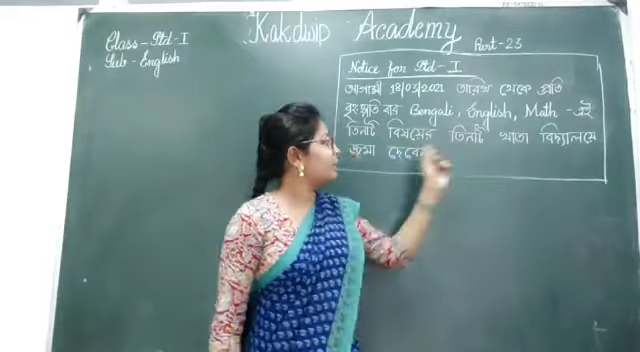 Kakdwip Academy
Class - Std - I
Sub - English
Part - 23
Notice for Std - I
আগামী 18/03/2021 তারিখ থেকে প্রতি
বৃহস্পতি বার Bengali, English, Math - এই
তিনটি বিষয়ের তিনটি খাতা বিদ্যালয়ে
জমা দেবেন